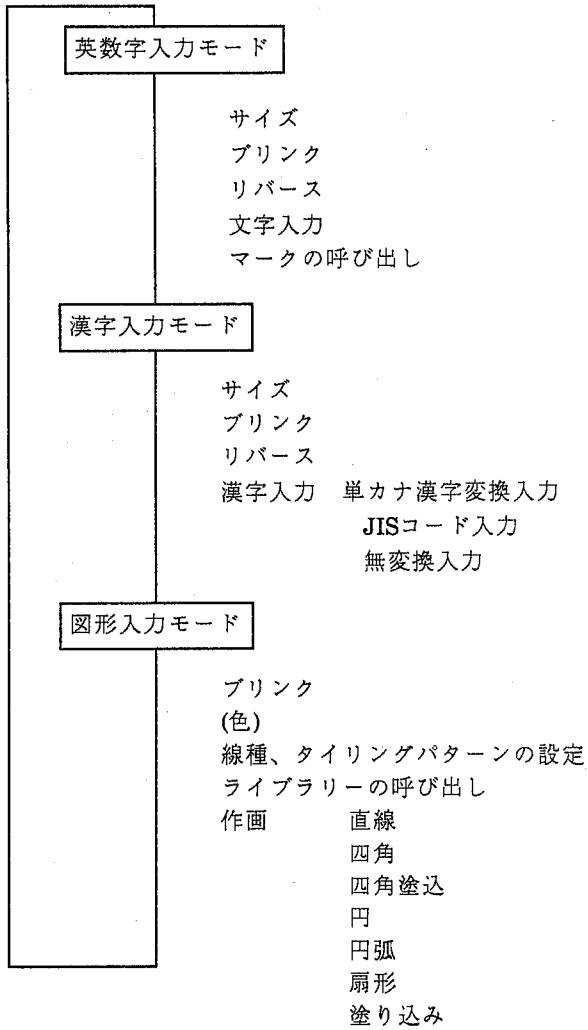 英数字入力モード
サイズ
ブリンク
リバース
文字入力
マークの呼び出し
漢字入力モード
サイズ
ブリンク
リバース
漢字入力　単カナ漢字変換入力
JISコード入力
無変換入力
図形入力モード
ブリンク
(色)
線種、タイリングパターンの設定
ライブラリーの呼び出し
作画　直線
四角
四角塗込
円
円弧
扇形
塗り込み